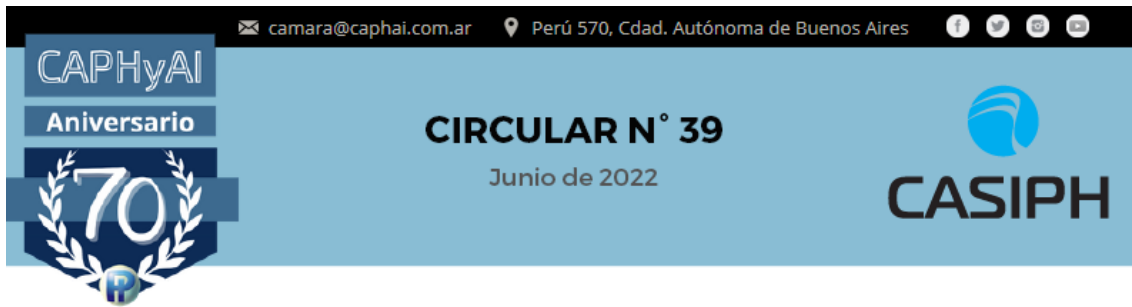 camara@caphai.com.ar Perú 570, Cdad. Autónoma de Buenos Aires
CAPHyAI
Aniversario
70
CIRCULAR N° 39
Junio de 2022
CASIPH